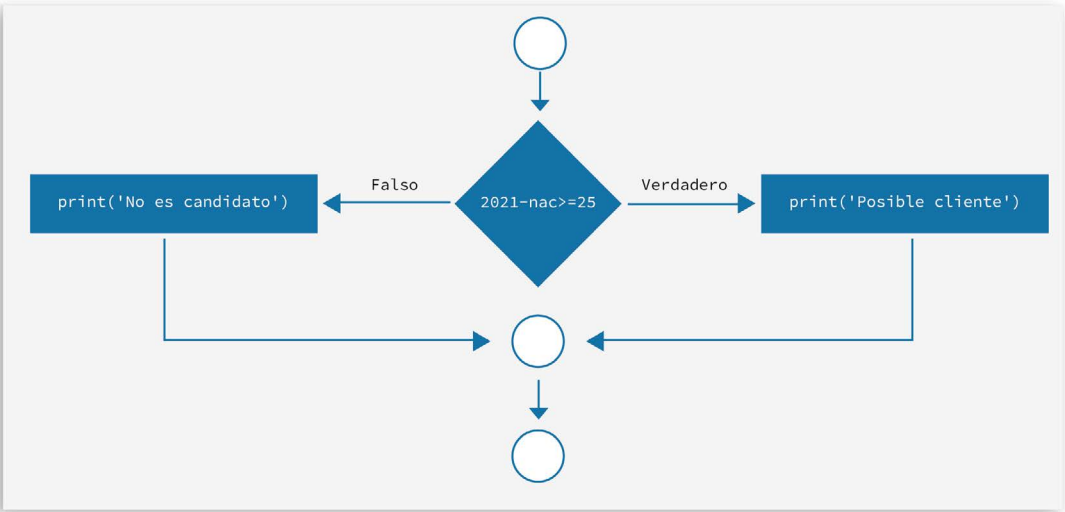 Falso
Verdadero
print('No es candidato')
2021-nac>=25
print('Posible cliente')